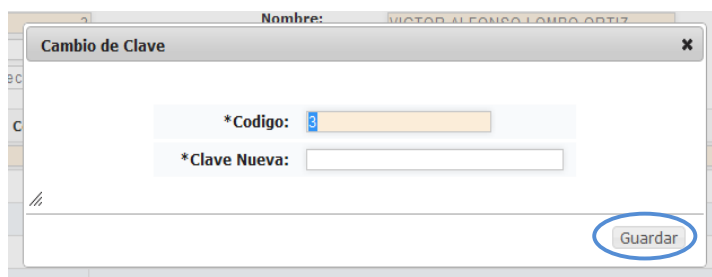 Nombre:
Cambio de Clave
*Codigo: 3
*Clave Nueva:
Guardar